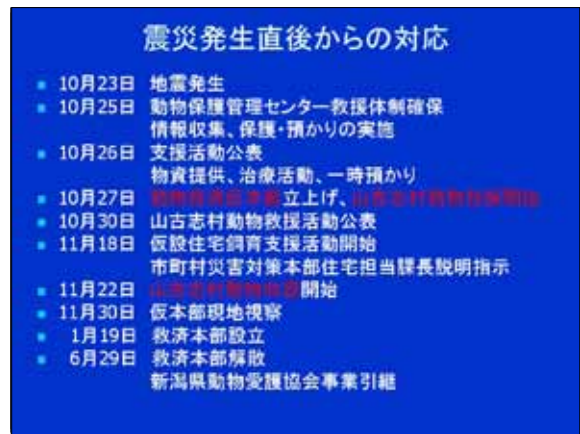 震災発生直後からの対応
10月23日 地震発生
10月25日 動物保護管理センター救援体制確保
情報収集、保護・預かりの実施
10月26日 支援活動公表
物資提供、治療活動、一時預かり
10月27日 立上げ、
10月30日 山古志村動物救援活動公表
11月18日 仮設住宅飼育支援活動開始
市町村災害対策本部住宅担当課長説明指示
11月22日 開始
11月30日 仮本部現地視察
1月19日 救済本部設立
6月29日 救済本部解散
新潟県動物愛護協会事業引継